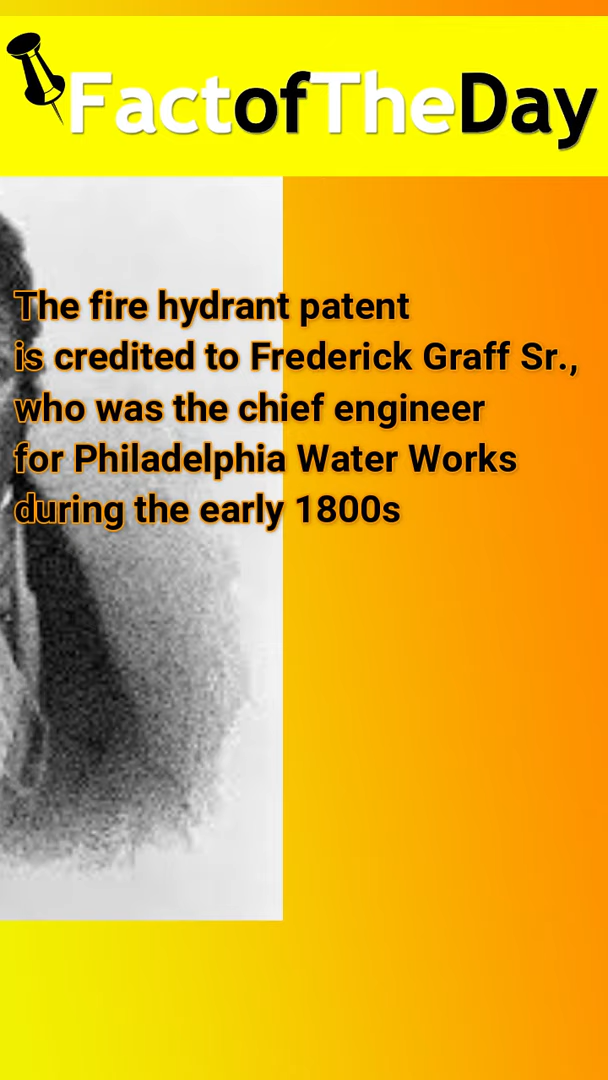 FactofTheDay
The fire hydrant patent
is credited to Frederick Graff Sr.,
who was the chief engineer
for Philadelphia Water Works
during the early 1800s